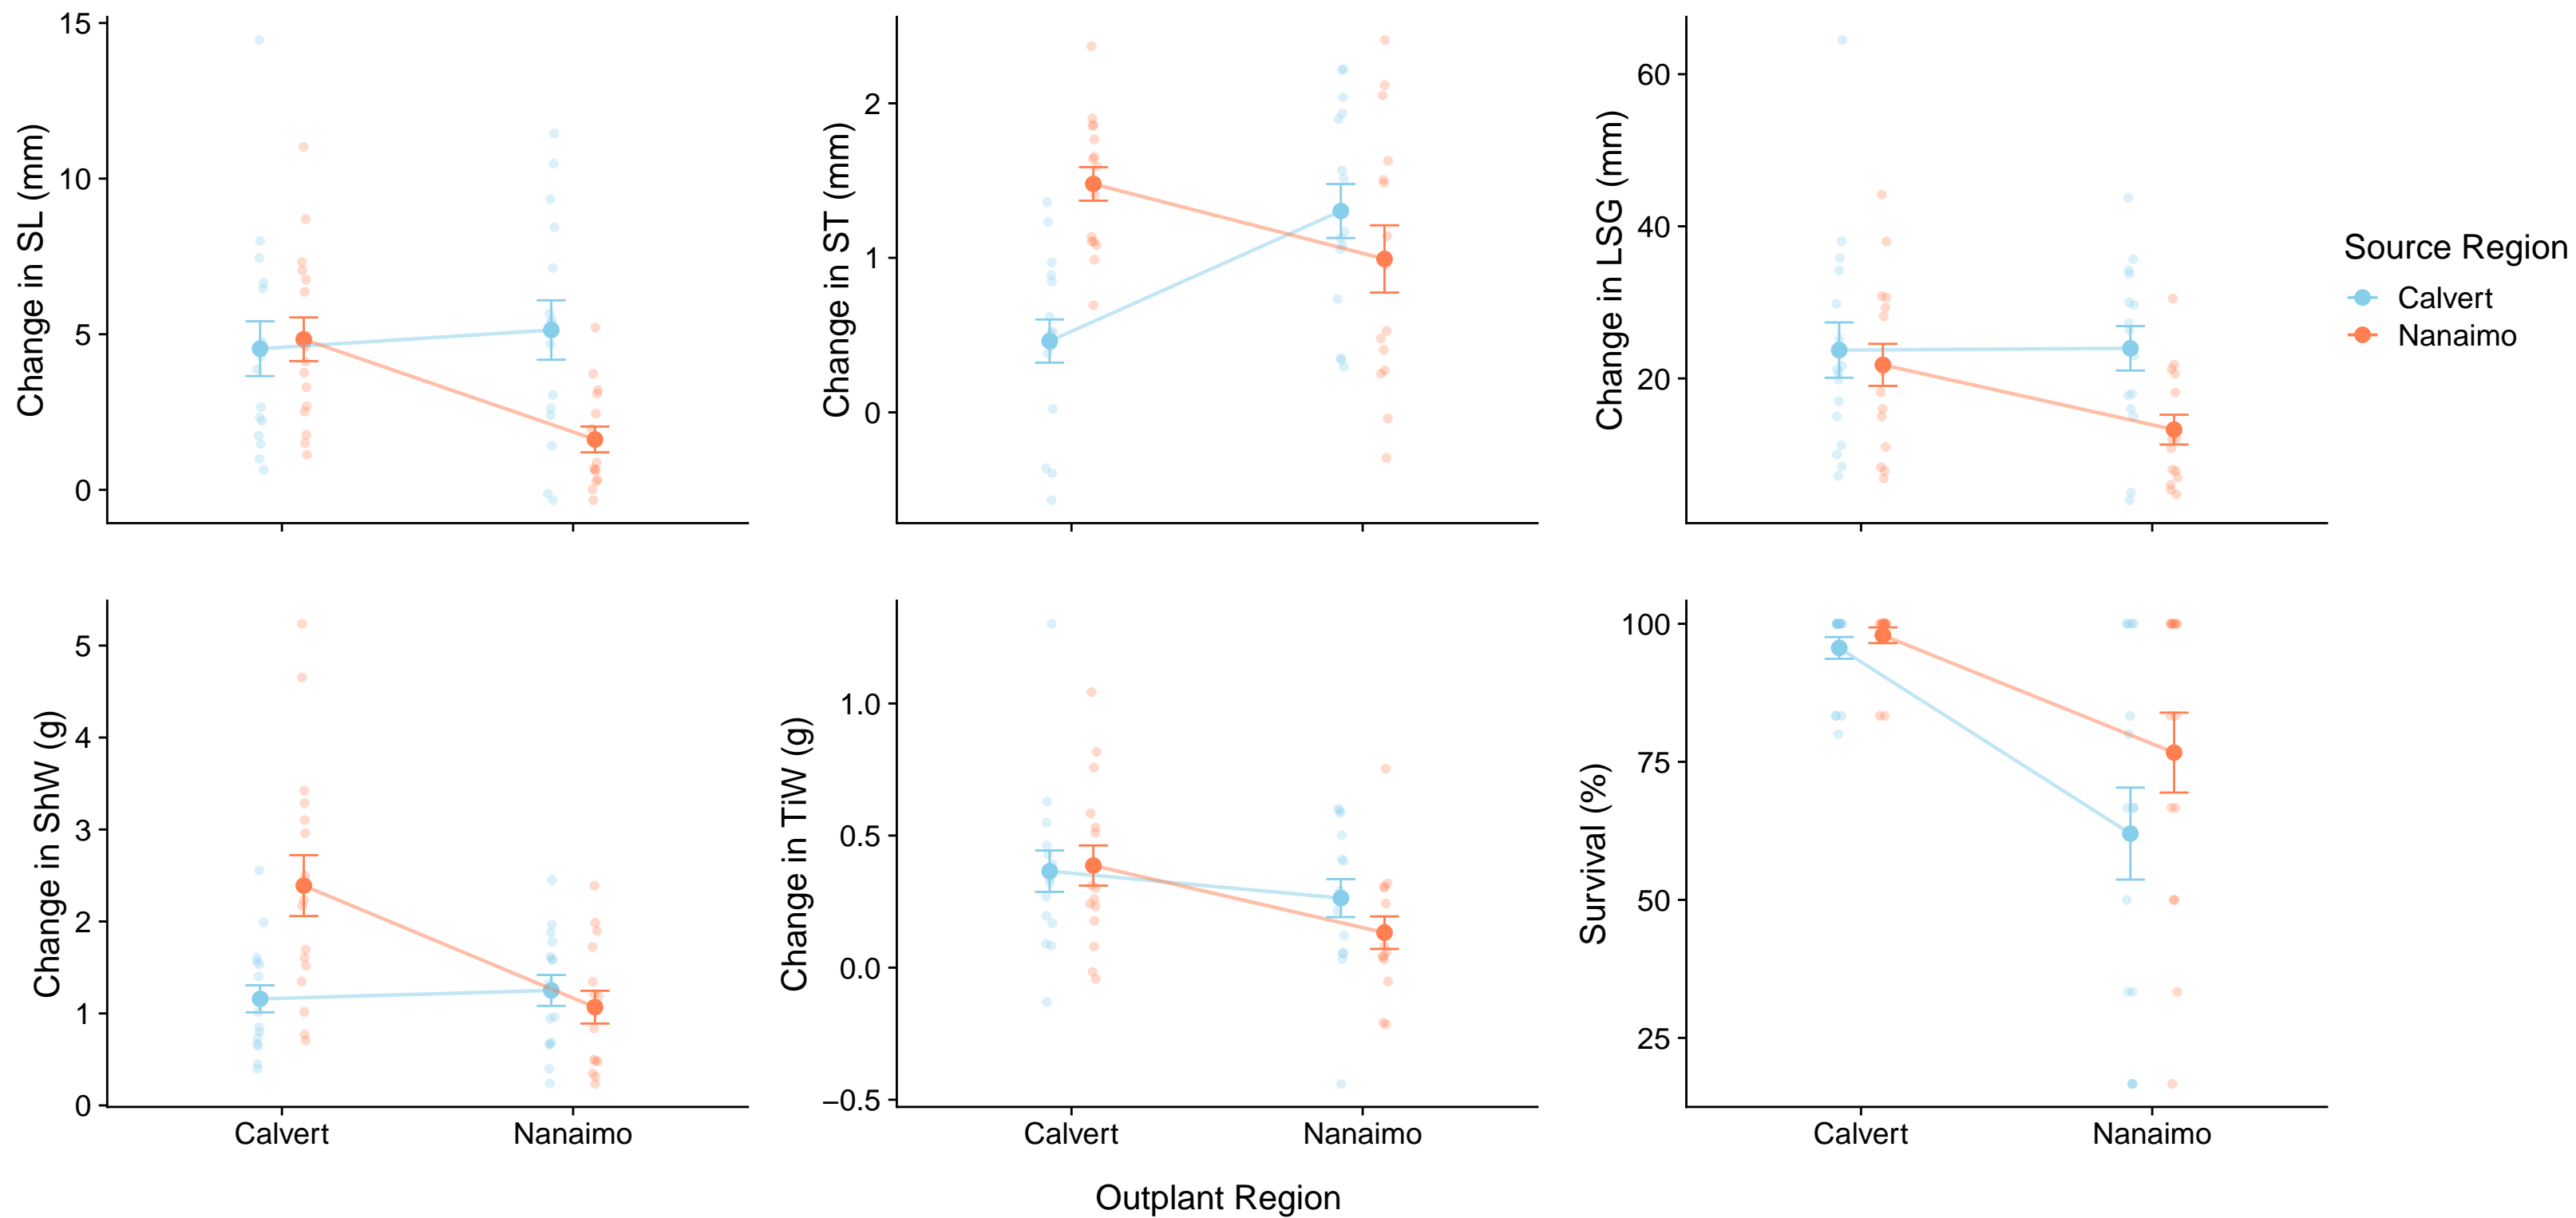 Change in SL (mm)
15
10
5
0
Change in ST (mm)
2
1
0
Change in LSG (mm)
60
40
20
Source Region
Calvert
Nanaimo
Change in ShW (g)
5
4
3
2
1
0
Calvert
Nanaimo
Change in TiW (g)
1.0
0.5
0.0
−0.5
Calvert
Nanaimo
Survival (%)
100
75
50
25
Calvert
Nanaimo
Outplant Region